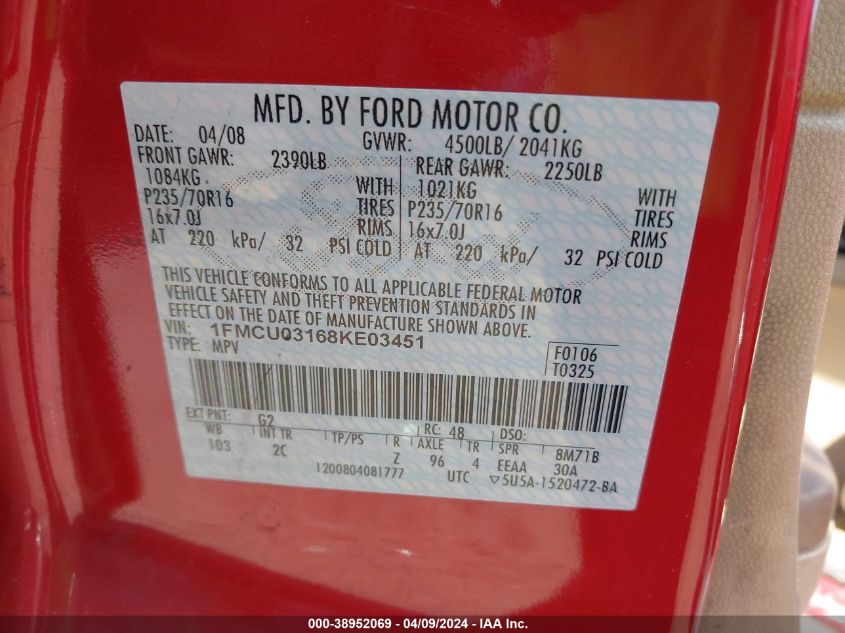 MFD. BY FORD MOTOR CO.
DATE: 04/08 GVWR: 4500LB/ 2041KG
FRONT GAWR: 2390LB REAR GAWR: 2250LB
1084KG WITH 1021KG WITH
P235/70R16 TIRES P235/70R16 TIRES
16x7.0J RIMS 16x7.0J RIMS
AT 220 kPa/ 32 PSI COLD AT 220 kPa/ 32 PSI COLD
THIS VEHICLE CONFORMS TO ALL APPLICABLE FEDERAL MOTOR
VEHICLE SAFETY AND THEFT PREVENTION STANDARDS IN
EFFECT ON THE DATE OF MANUFACTURE SHOWN ABOVE.
VIN: 1FMCU03168KE03451
TYPE: MPV
F0106
T0325
EXT PNT: G2 RC: 48 DSO:
WB INT TR TP/PS R AXLE TR SPR 8M71B
103 2C Z 96 4 EEAA 30A
1200804081777 UTC ▽5U5A-1520472-BA
000-38952069 - 04/09/2024 - IAA Inc.